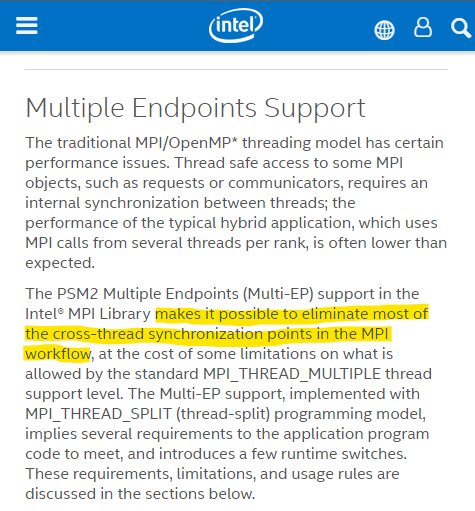 intel®
Multiple Endpoints Support
The traditional MPI/OpenMP* threading model has certain
performance issues. Thread safe access to some MPI
objects, such as requests or communicators, requires an
internal synchronization between threads; the
performance of the typical hybrid application, which uses
MPI calls from several threads per rank, is often lower than
expected.
The PSM2 Multiple Endpoints (Multi-EP) support in the
Intel® MPI Library makes it possible to eliminate most of
the cross-thread synchronization points in the MPI
workflow, at the cost of some limitations on what is
allowed by the standard MPI_THREAD_MULTIPLE thread
support level. The Multi-EP support, implemented with
MPI_THREAD_SPLIT (thread-split) programming model,
implies several requirements to the application program
code to meet, and introduces a few runtime switches.
These requirements, limitations, and usage rules are
discussed in the sections below.